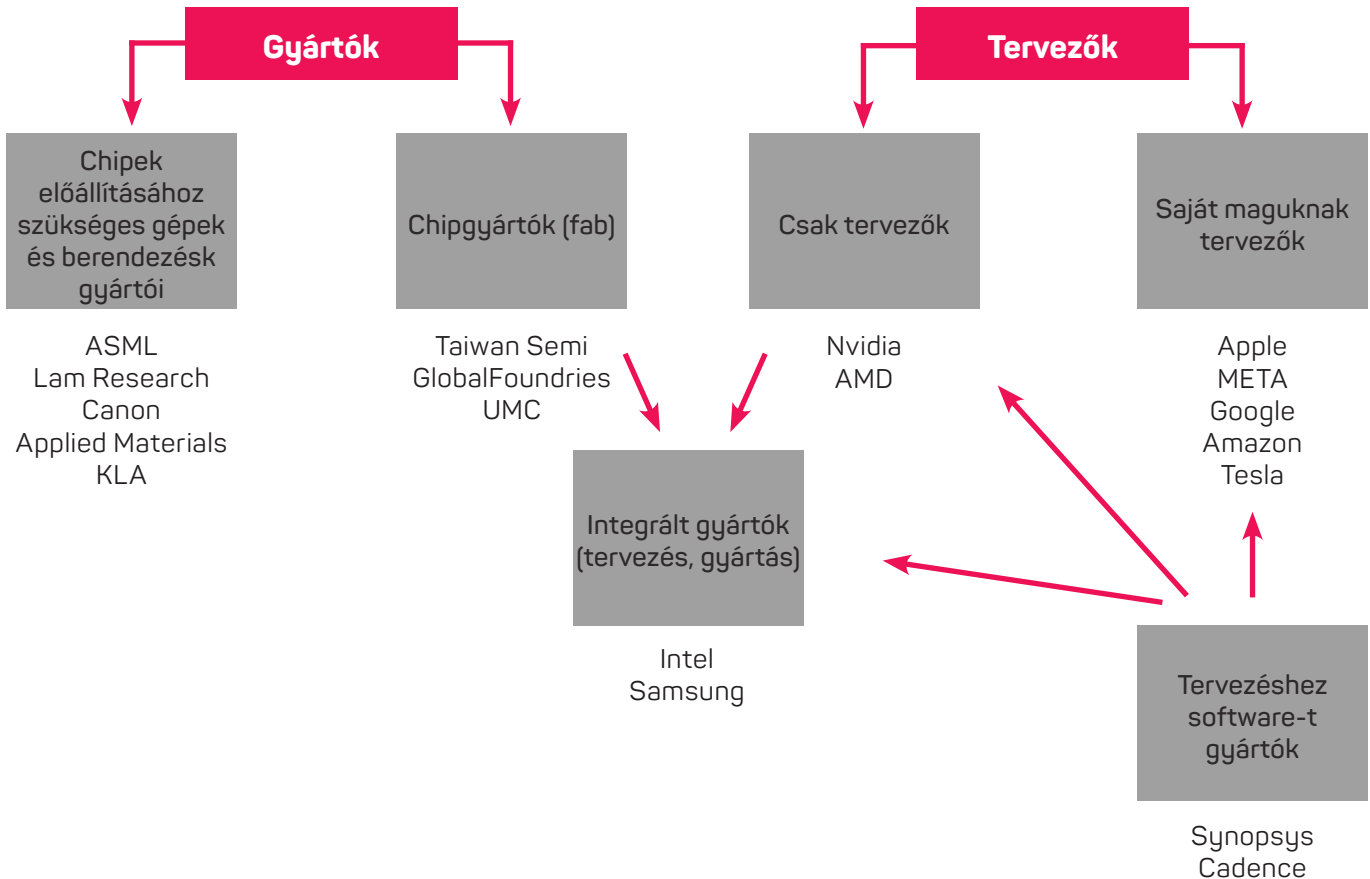 Gyártók
Tervezők
Chipek
előállításához
szükséges gépek
és berendezésk
gyártói
Chipgyártók (fab)
Csak tervezők
Saját maguknak
tervezők
ASML
Lam Research
Canon
Applied Materials
KLA
Taiwan Semi
GlobalFoundries
UMC
Nvidia
AMD
Apple
META
Google
Amazon
Tesla
Integrált gyártók
(tervezés, gyártás)
Intel
Samsung
Tervezéshez
software-t
gyártók
Synopsys
Cadence